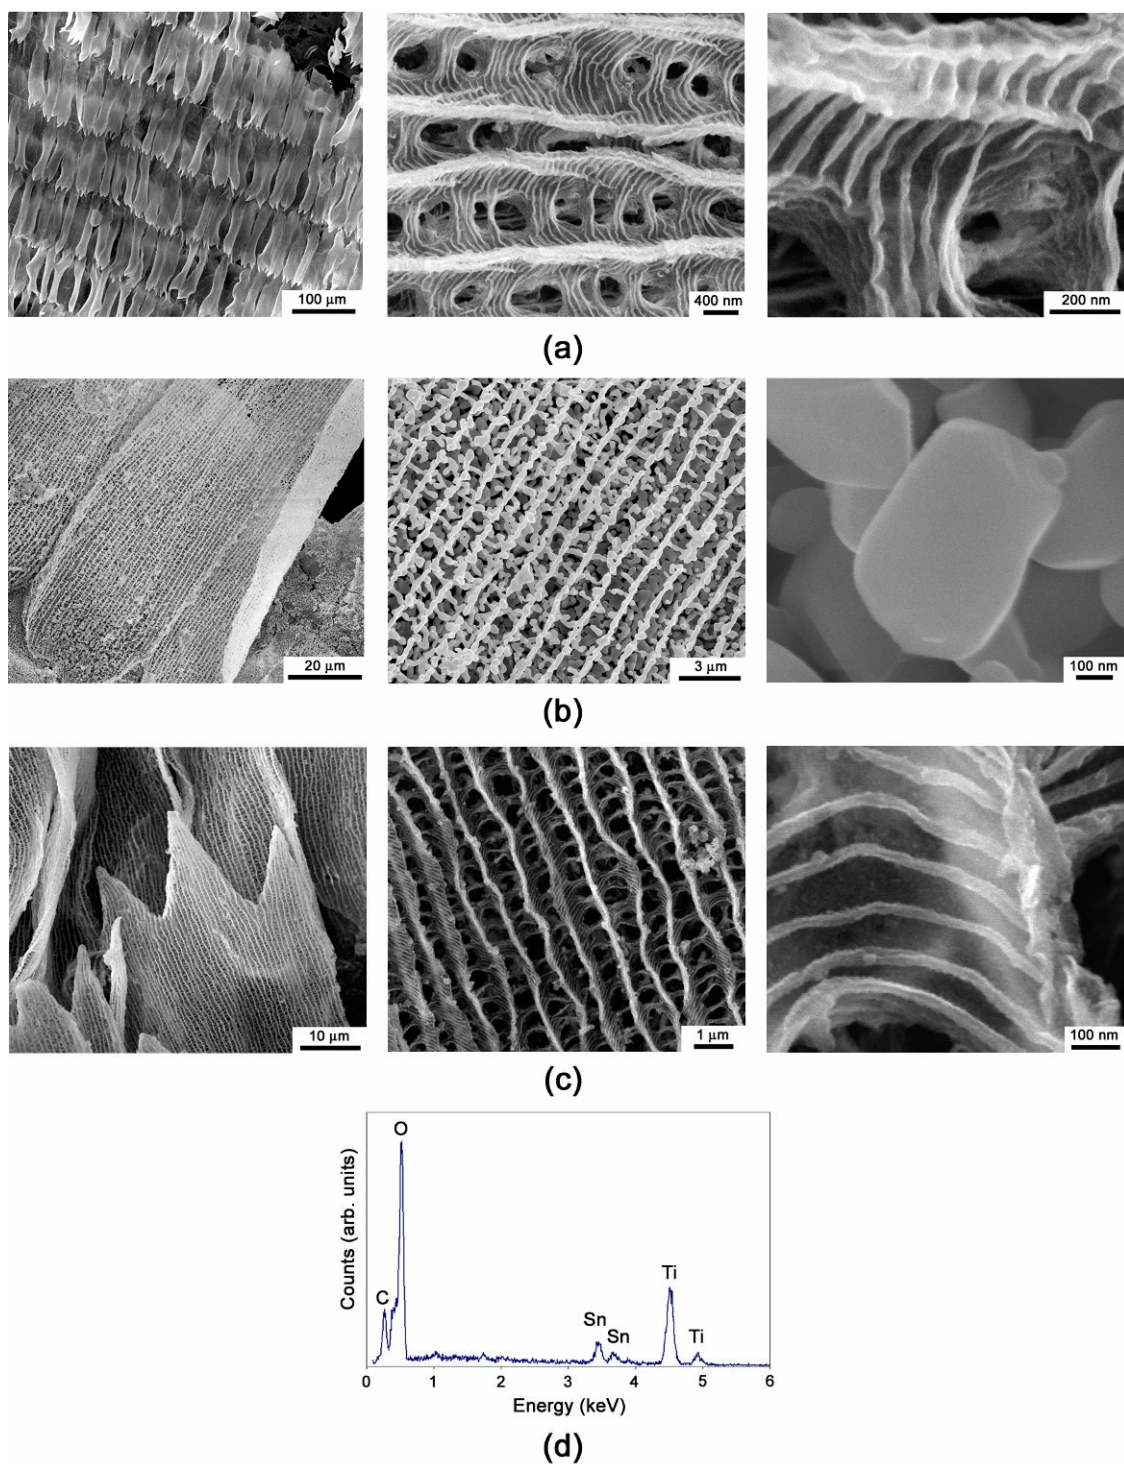 100 μm
400 nm
200 nm
(a)
20 μm
3 μm
100 nm
(b)
10 μm
1 μm
100 nm
(c)
Counts (arb. units)
C
O
Sn
Sn
Ti
Ti
0 1 2 3 4 5 6
Energy (keV)
(d)